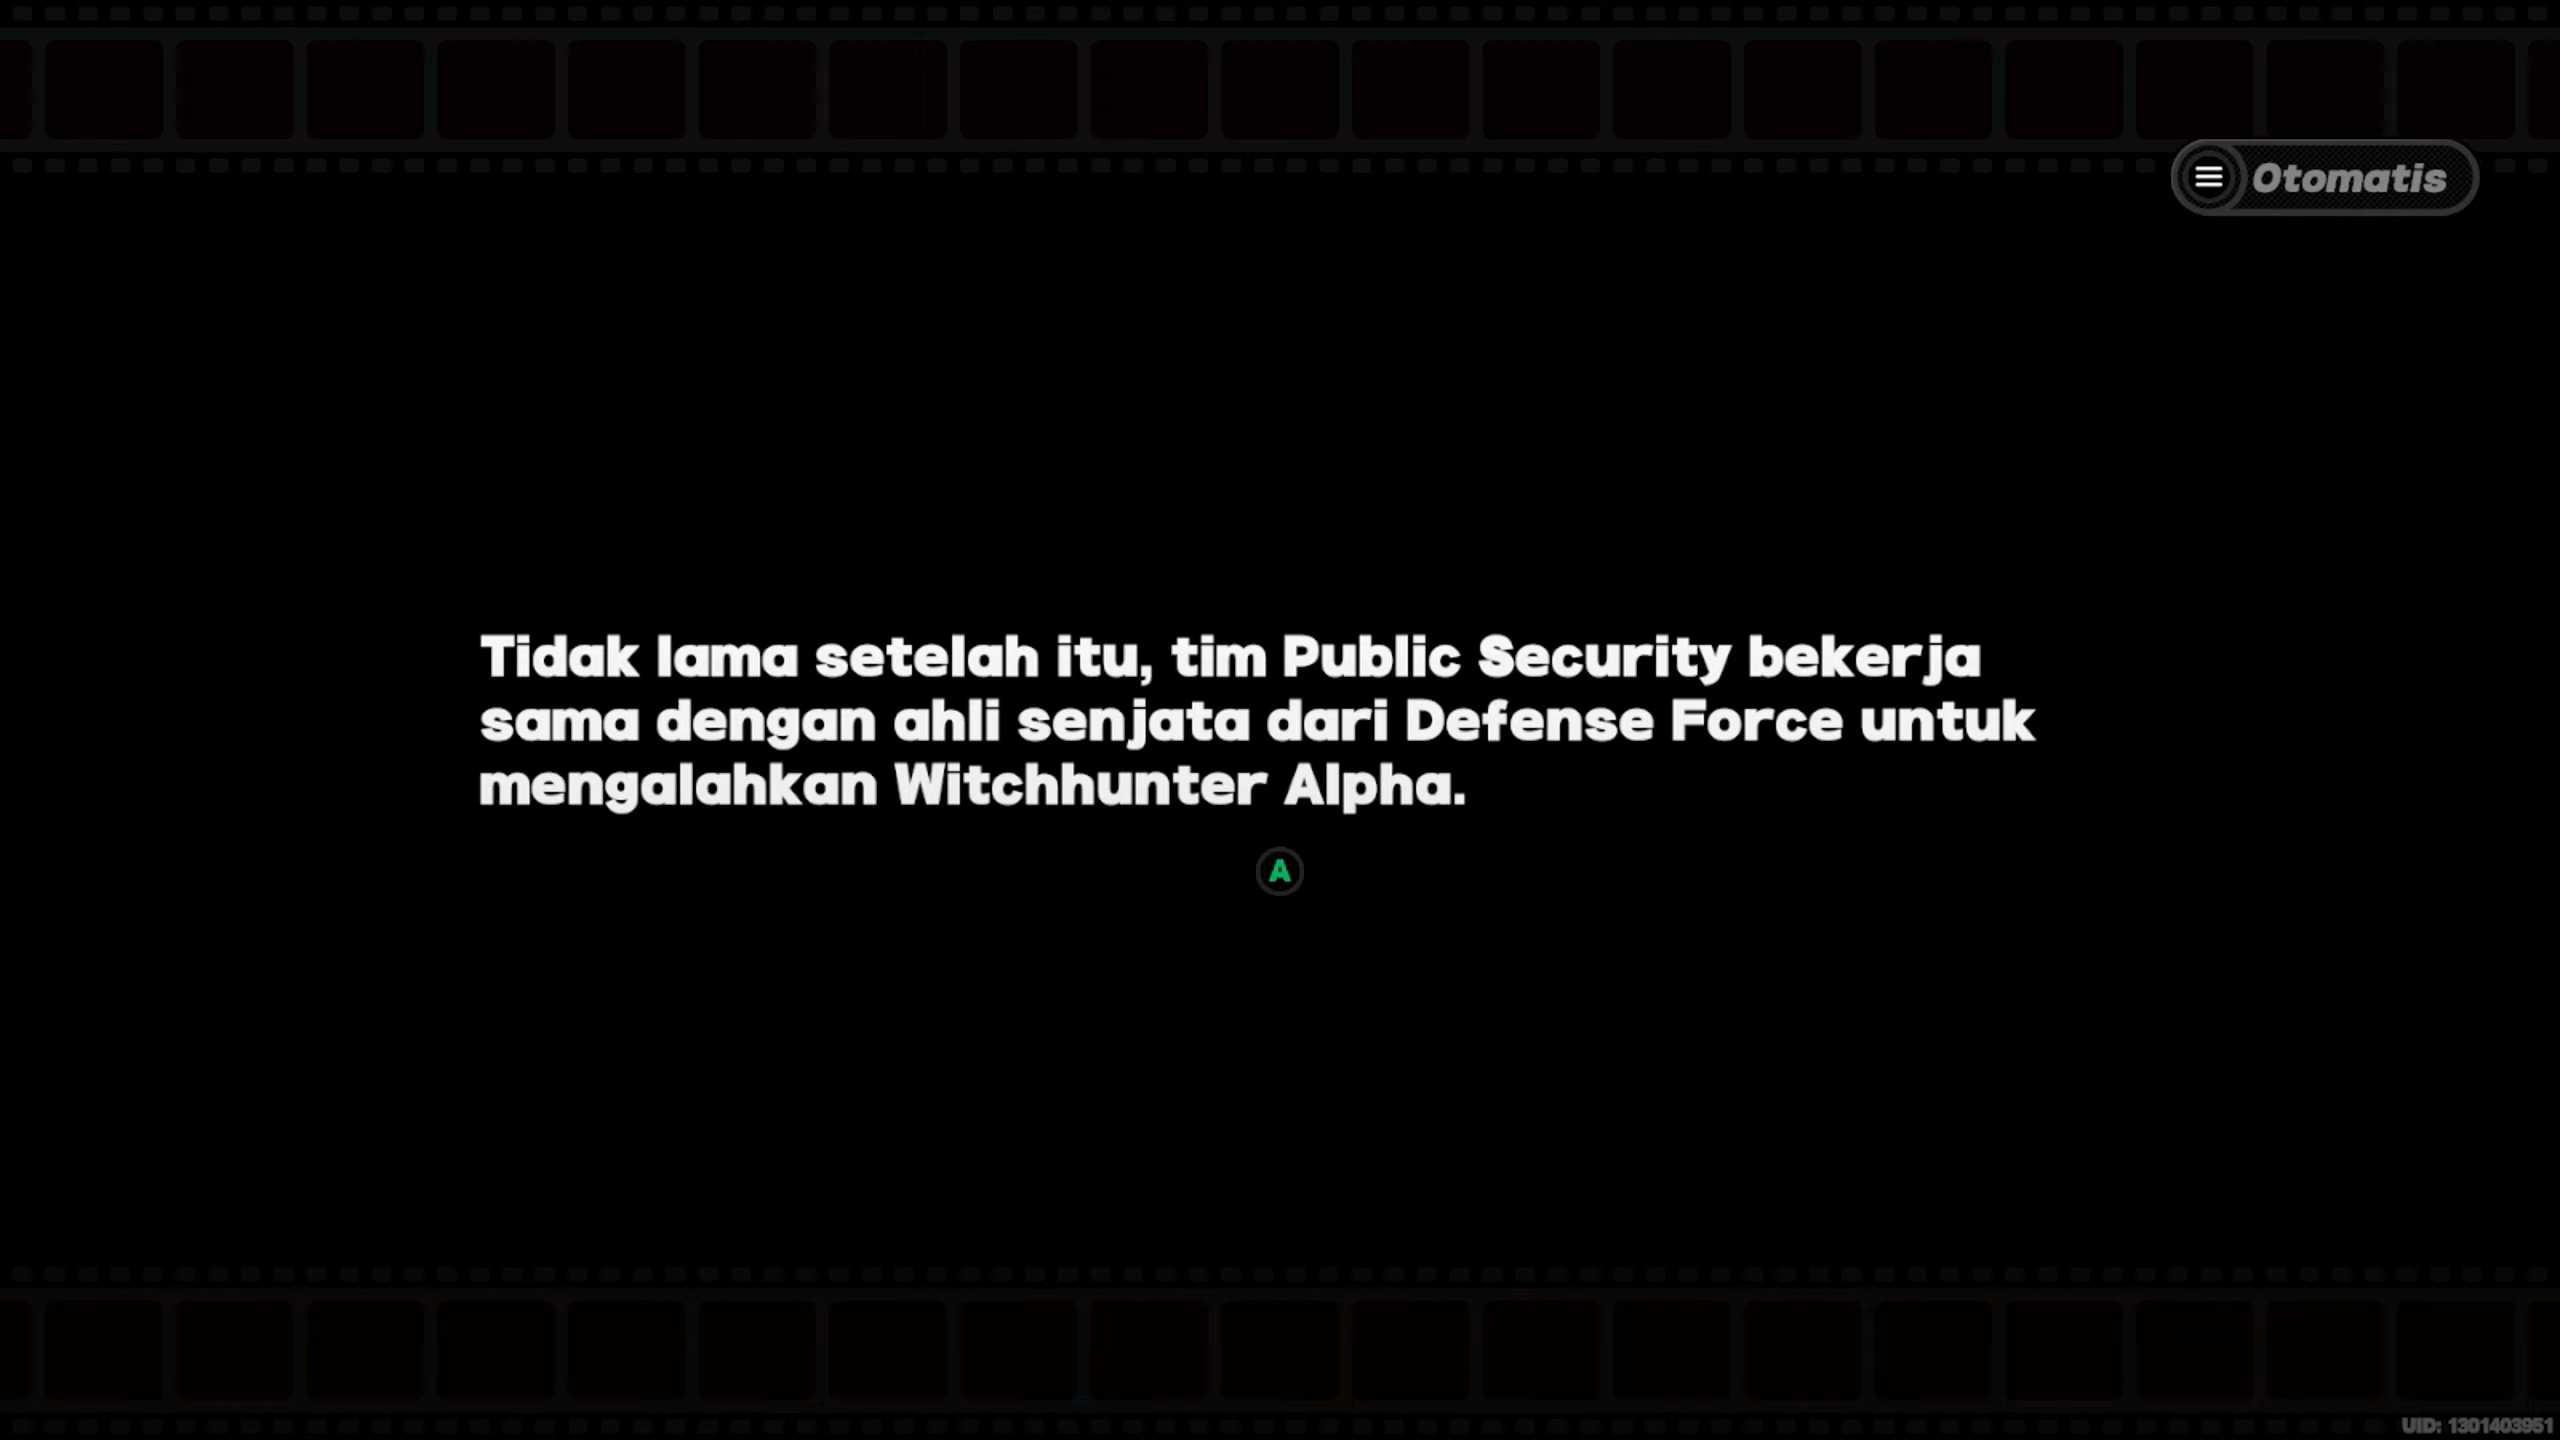 Otomatis
Tidak lama setelah itu, tim Public Security bekerja
sama dengan ahli senjata dari Defense Force untuk
mengalahkan Witchhunter Alpha.
A
UID: 1301403951